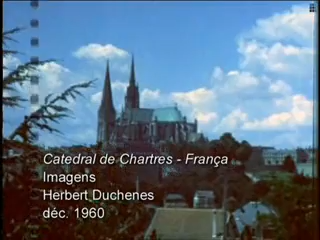 Catedral de Chartres - França
Imagens
Herbert Duchenes
déc. 1960